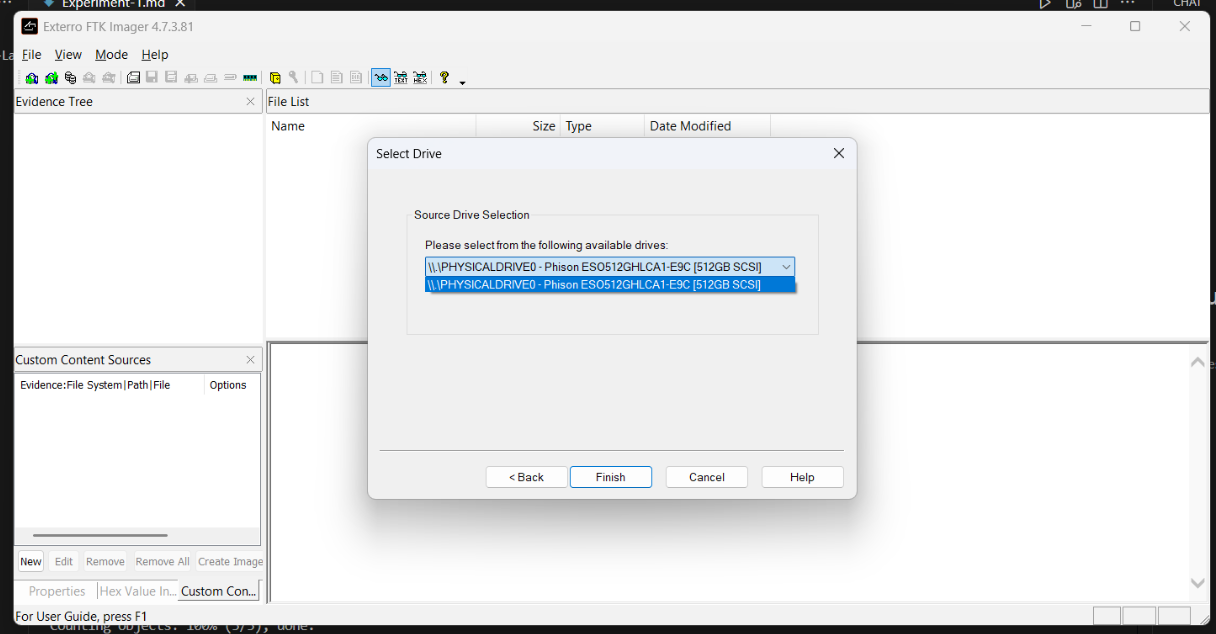 Experiment-1.md
CHAT
Exterro FTK Imager 4.7.3.81
File View Mode Help
Evidence Tree
File List
Name Size Type Date Modified
Select Drive
Source Drive Selection
Please select from the following available drives:
\\.\PHYSICALDRIVE0 - Phison ESO512GHLCA1-E9C [512GB SCSI]
\\.\PHYSICALDRIVE0 - Phison ESO512GHLCA1-E9C [512GB SCSI]
Custom Content Sources
Evidence:File System|Path|File Options
< Back Finish Cancel Help
New Edit Remove Remove All Create Image
Properties Hex Value In... Custom Con...
For User Guide, press F1
Counting objects: 100% (5/5), done.